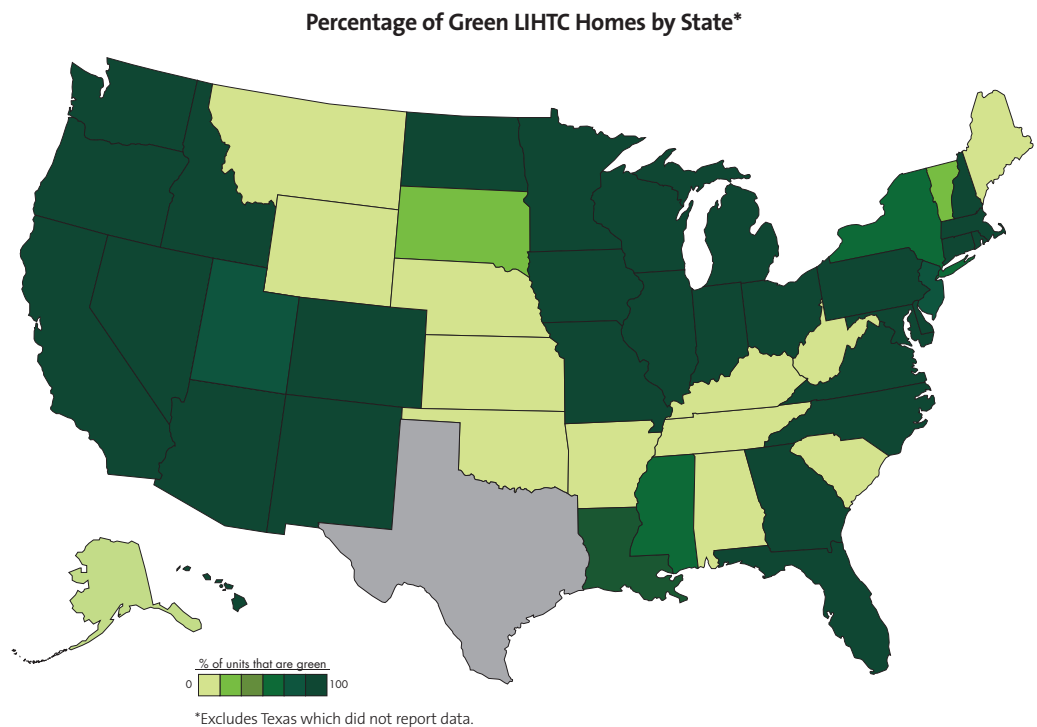 Percentage of Green LIHTC Homes by State*
% of units that are green
0 100
*Excludes Texas which did not report data.